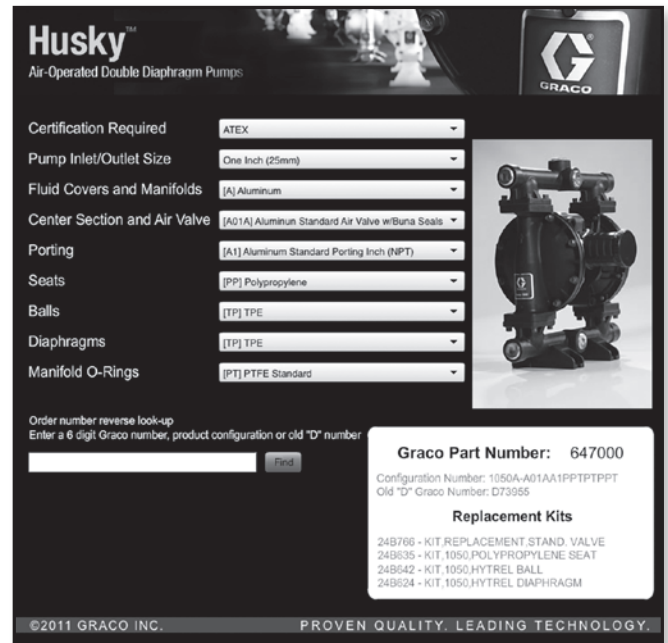 Husky™
Air-Operated Double Diaphragm Pumps
GRACO
Certification Required ATEX
Pump Inlet/Outlet Size One Inch (25mm)
Fluid Covers and Manifolds [A] Aluminum
Center Section and Air Valve [A01A] Aluminun Standard Air Valve w/Buna Seals
Porting [A1] Aluminum Standard Porting Inch (NPT)
Seats [PP] Polypropylene
Balls [TP] TPE
Diaphragms [TP] TPE
Manifold O-Rings [PT] PTFE Standard
Order number reverse look-up
Enter a 6 digit Graco number, product configuration or old "D" number
Find
Graco Part Number: 647000
Configuration Number: 1050A-A01AA1PPTPTPPT
Old "D" Graco Number: D73955
Replacement Kits
24B766 - KIT,REPLACEMENT,STAND. VALVE
24B635 - KIT,1050,POLYPROPYLENE SEAT
24B642 - KIT,1050,HYTREL BALL
24B624 - KIT,1050,HYTREL DIAPHRAGM
©2011 GRACO INC. PROVEN QUALITY. LEADING TECHNOLOGY.